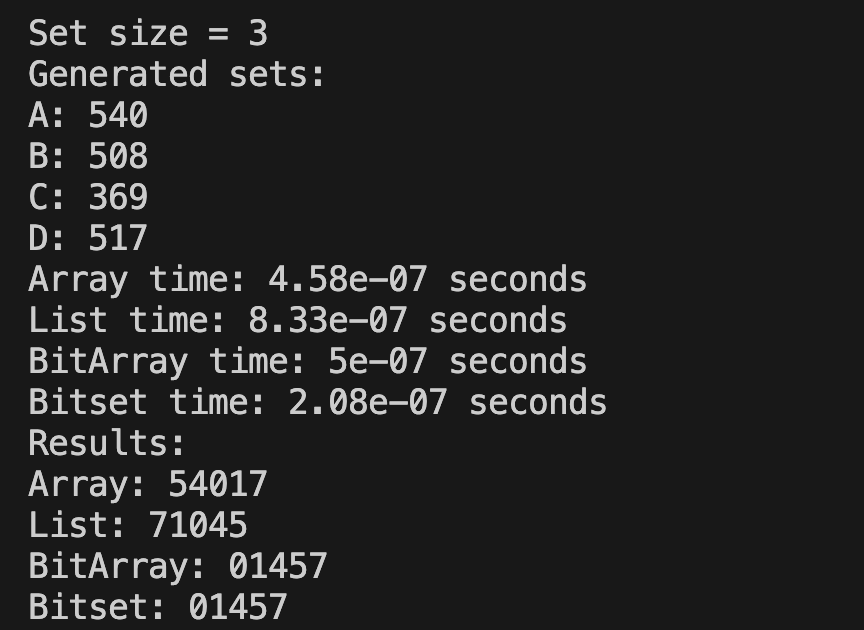 Set size = 3
Generated sets:
A: 540
B: 508
C: 369
D: 517
Array time: 4.58e-07 seconds
List time: 8.33e-07 seconds
BitArray time: 5e-07 seconds
Bitset time: 2.08e-07 seconds
Results:
Array: 54017
List: 71045
BitArray: 01457
Bitset: 01457